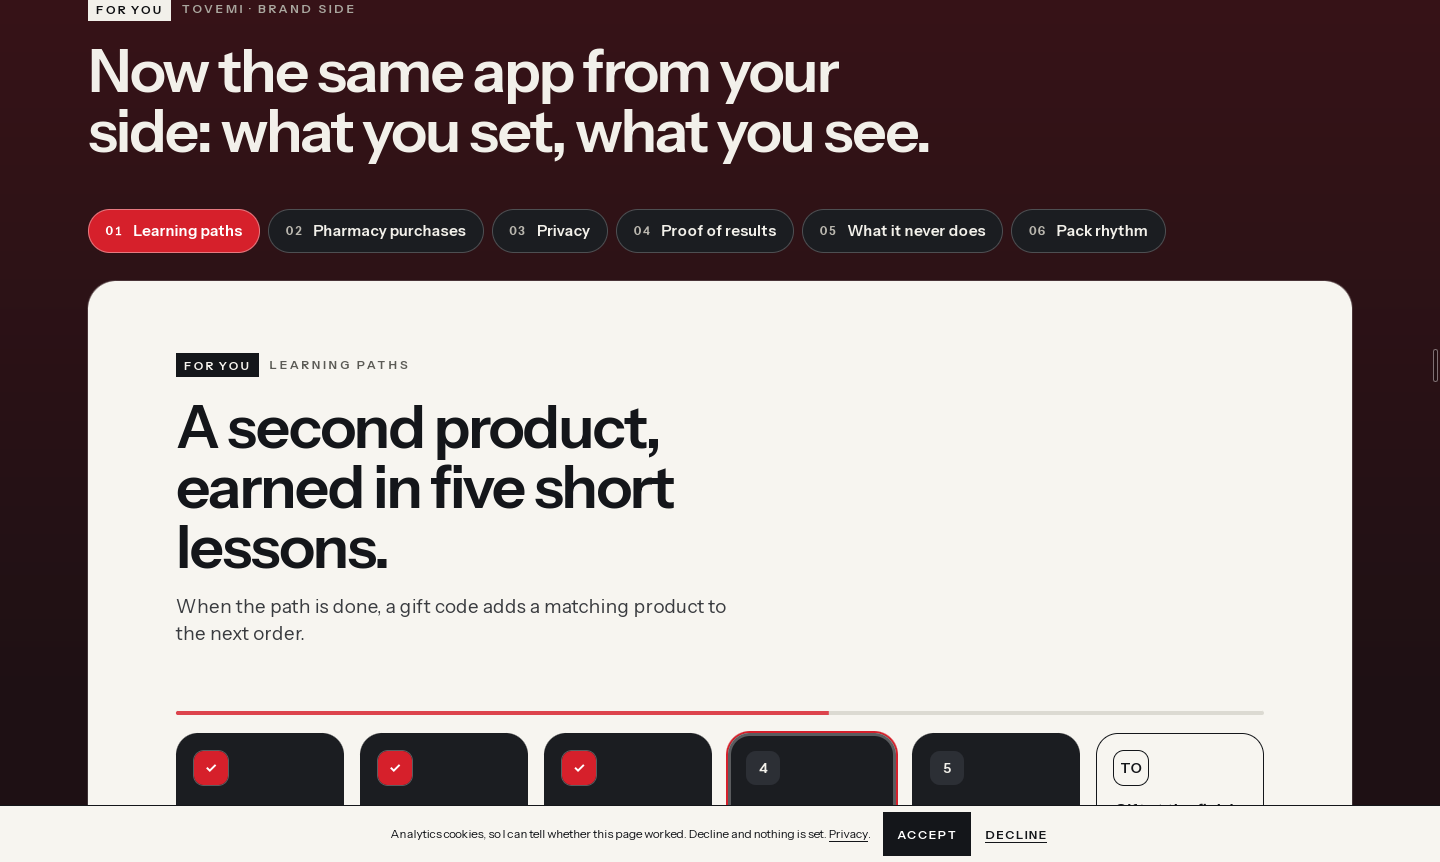 FOR YOU TOVEMI · BRAND SIDE
Now the same app from your
side: what you set, what you see.
01 Learning paths
02 Pharmacy purchases
03 Privacy
04 Proof of results
05 What it never does
06 Pack rhythm
FOR YOU LEARNING PATHS
A second product,
earned in five short
lessons.
When the path is done, a gift code adds a matching product to
the next order.
4
5
TO
Analytics cookies, so I can tell whether this page worked. Decline and nothing is set. Privacy.
ACCEPT
DECLINE